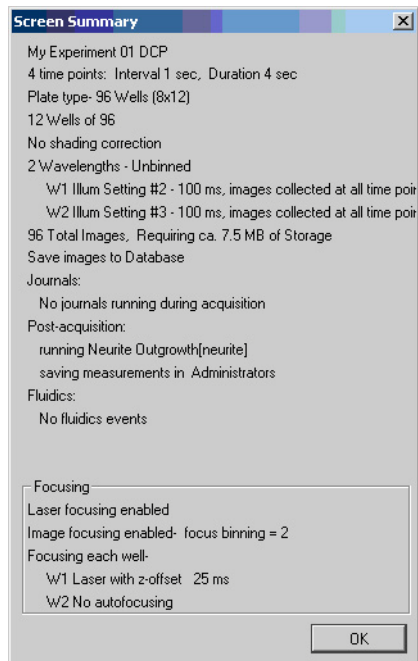 Screen Summary
My Experiment 01 DCP
4 time points: Interval 1 sec, Duration 4 sec
Plate type- 96 Wells (8x12)
12 Wells of 96
No shading correction
2 Wavelengths - Unbinned
W1 Illum Setting #2 - 100 ms, images collected at all time poir
W2 Illum Setting #3 - 100 ms, images collected at all time poir
96 Total Images, Requiring ca. 7.5 MB of Storage
Save images to Database
Journals:
No journals running during acquisition
Post-acquisition:
running Neurite Outgrowth[neurite]
saving measurements in Administrators
Fluidics:
No fluidics events
Focusing
Laser focusing enabled
Image focusing enabled- focus binning = 2
Focusing each well-
W1 Laser with z-offset 25 ms
W2 No autofocusing
OK